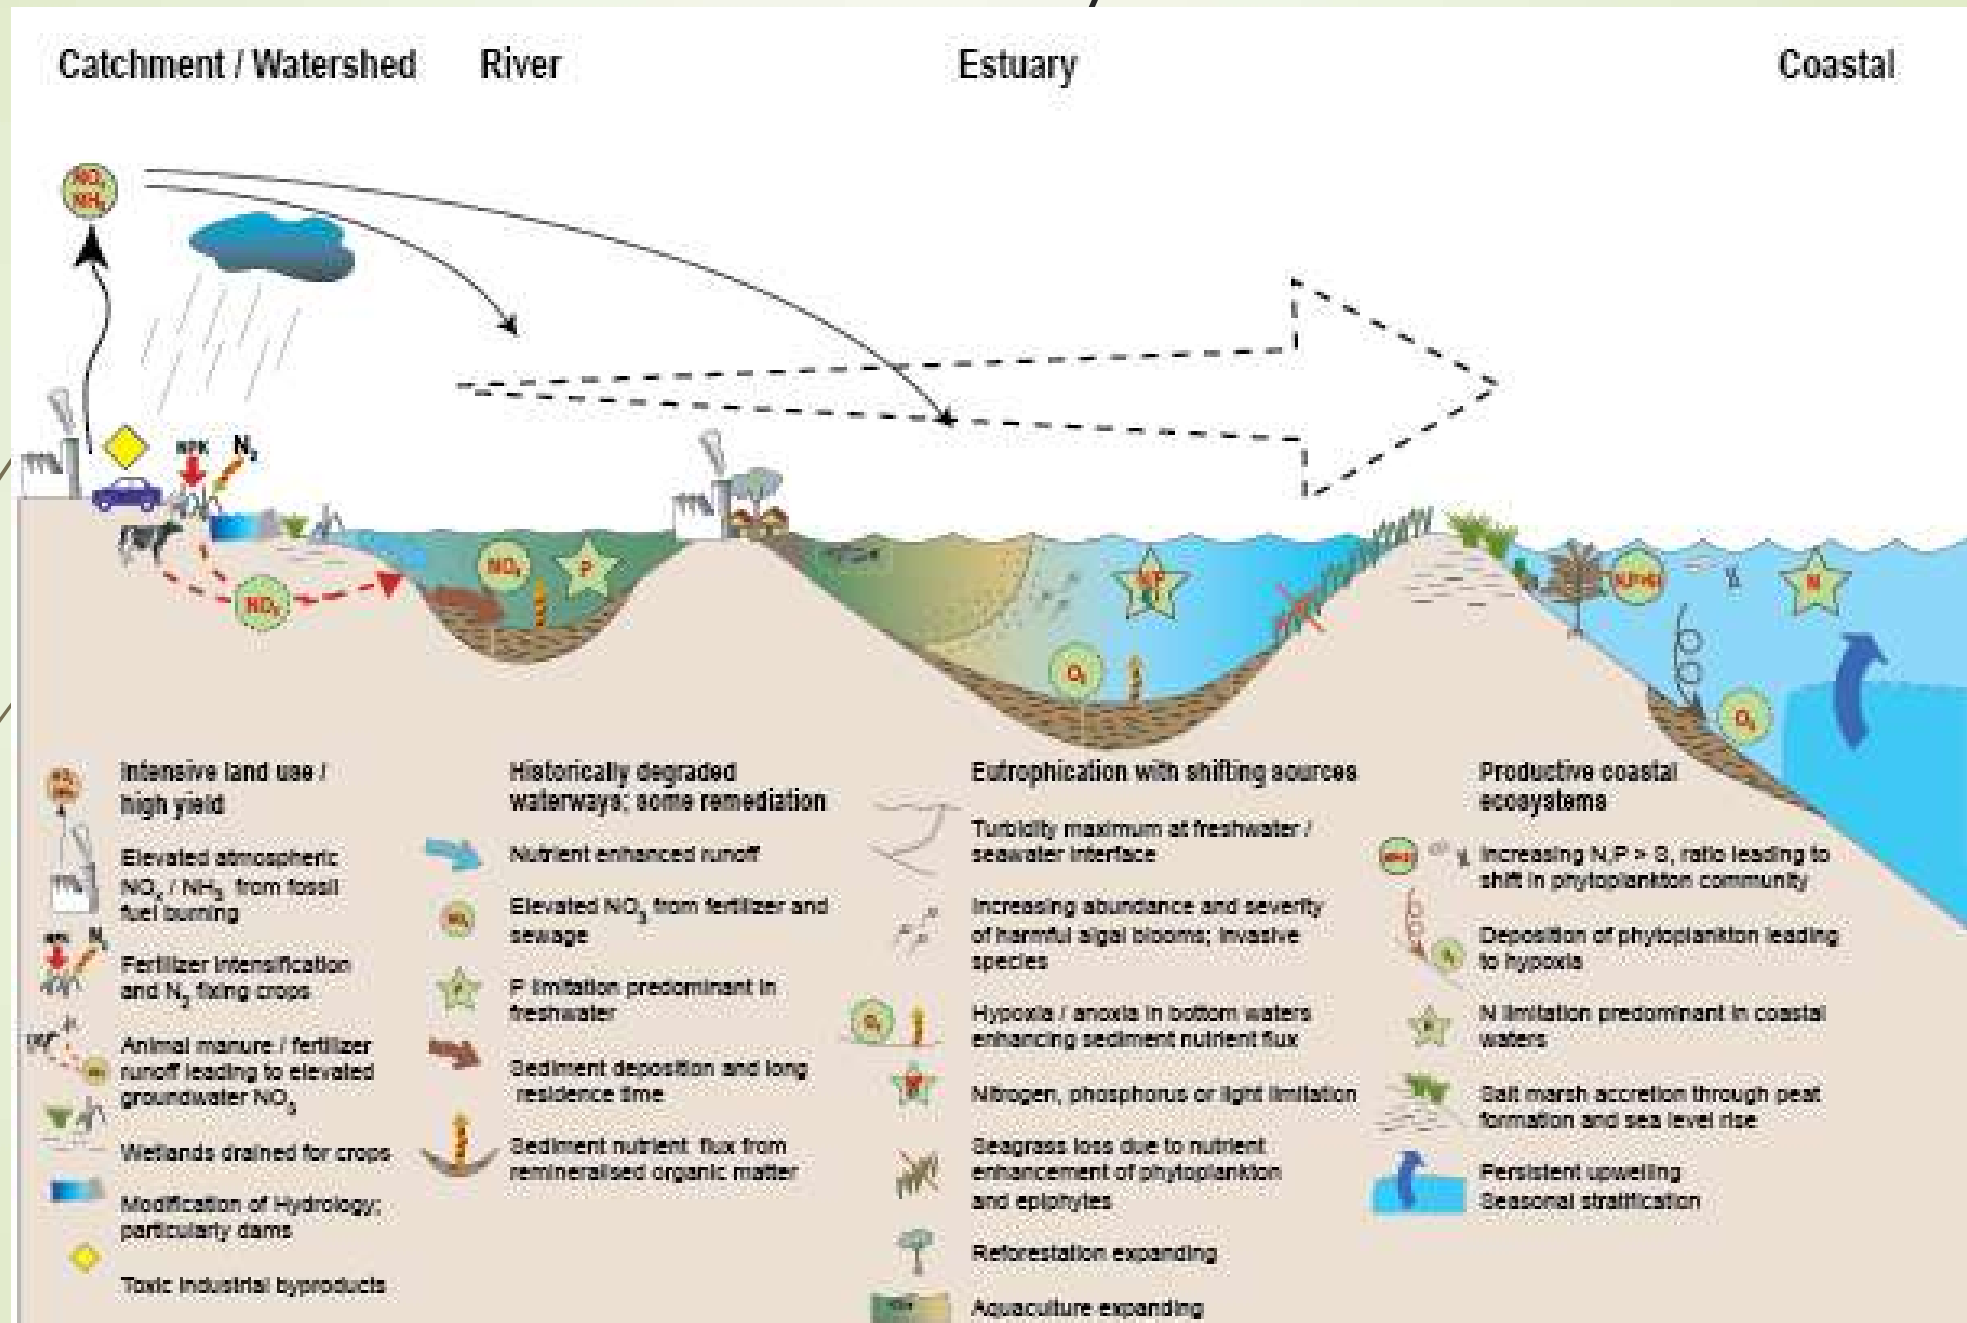 Catchment / Watershed
River
Estuary
Coastal
NH3
NPK
N2
NO3
NO3
P
O2
N
O2
Intensive land use /
high yield
Elevated atmospheric
NOx / NH3 from fossil
fuel burning
Fertilizer intensification
and N2 fixing crops
Animal manure / fertilizer
runoff leading to elevated
groundwater NO3
Wetlands drained for crops
Modification of Hydrology;
particularly dams
Toxic industrial byproducts
Historically degraded
waterways; some remediation
Nutrient enhanced runoff
Elevated NO3 from fertilizer and
sewage
P limitation predominant in
freshwater
Sediment deposition and long
residence time
Sediment nutrient flux from
remineralised organic matter
Eutrophication with shifting sources
Turbidity maximum at freshwater /
seawater interface
Increasing abundance and severity
of harmful algal blooms; invasive
species
Hypoxia / anoxia in bottom waters
enhancing sediment nutrient flux
Nitrogen, phosphorus or light limitation
Seagrass loss due to nutrient
enhancement of phytoplankton
and epiphytes
Reforestation expanding
Aquaculture expanding
Productive coastal
ecosystems
Increasing N,P > S, ratio leading to
shift in phytoplankton community
Deposition of phytoplankton leading
to hypoxia
N limitation predominant in coastal
waters
Salt marsh accretion through peat
formation and sea level rise
Persistent upwelling
Seasonal stratification